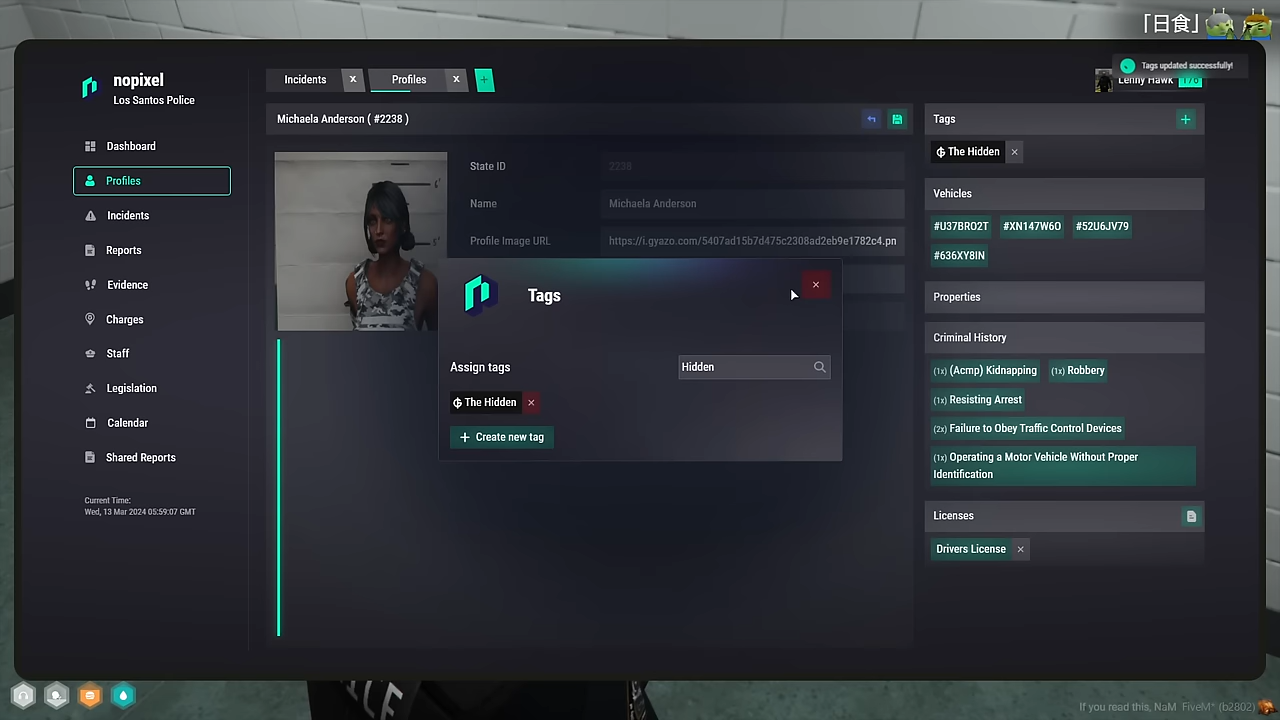 「日食」
nopixel
Los Santos Police
Incidents
x
Profiles
x
+
Tags updated successfully!
Lenny Hawk
Michaela Anderson ( #2238 )
Dashboard
Profiles
Incidents
Reports
Evidence
Charges
Staff
Legislation
Calendar
Shared Reports
Current Time:
Wed, 13 Mar 2024 05:59:07 GMT
State ID
2238
Name
Michaela Anderson
Profile Image URL
https://i.gyazo.com/5407ad15b7d475c2308ad2eb9e1782c4.pn
Tags
×
Assign tags
Hidden
The Hidden ×
+ Create new tag
Tags +
The Hidden ×
Vehicles
#U37BRO2T #XN147W6O #52U6JV79
#636XY8IN
Properties
Criminal History
(1x) (Acmp) Kidnapping (1x) Robbery
(1x) Resisting Arrest
(2x) Failure to Obey Traffic Control Devices
(1x) Operating a Motor Vehicle Without Proper
Identification
Licenses
Drivers License ×
If you read this, NaM FiveM* (b2802)